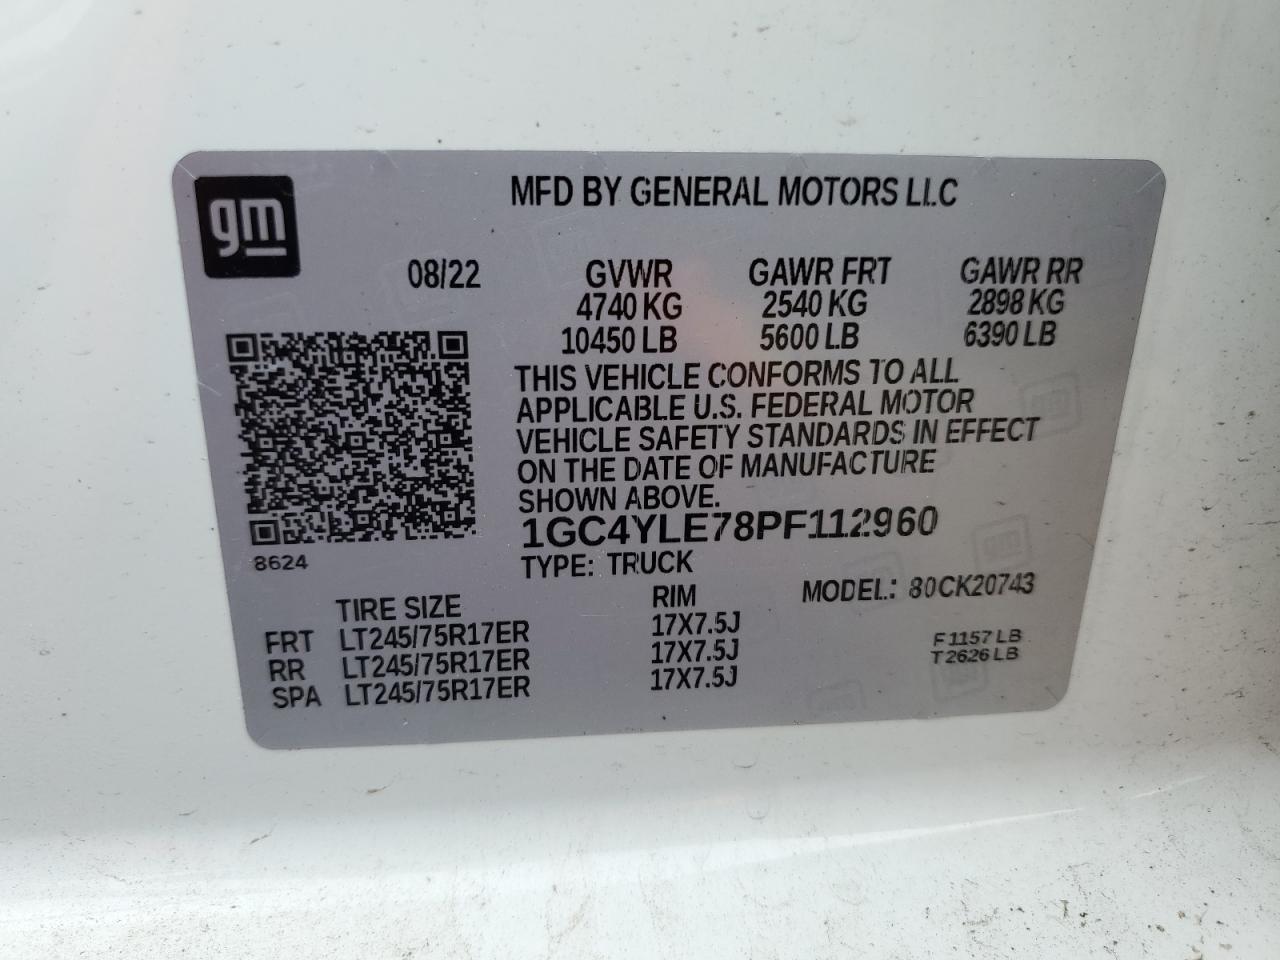 gm
MFD BY GENERAL MOTORS LLC
08/22 GVWR GAWR FRT GAWR RR
4740 KG 2540 KG 2898 KG
10450 LB 5600 LB 6390 LB
THIS VEHICLE CONFORMS TO ALL
APPLICABLE U.S. FEDERAL MOTOR
VEHICLE SAFETY STANDARDS IN EFFECT
ON THE DATE OF MANUFACTURE
SHOWN ABOVE.
1GC4YLE78PF112960
8624
TYPE: TRUCK
TIRE SIZE RIM MODEL: 80CK20743
FRT LT245/75R17ER 17X7.5J F1157 LB
RR LT245/75R17ER 17X7.5J T2626 LB
SPA LT245/75R17ER 17X7.5J